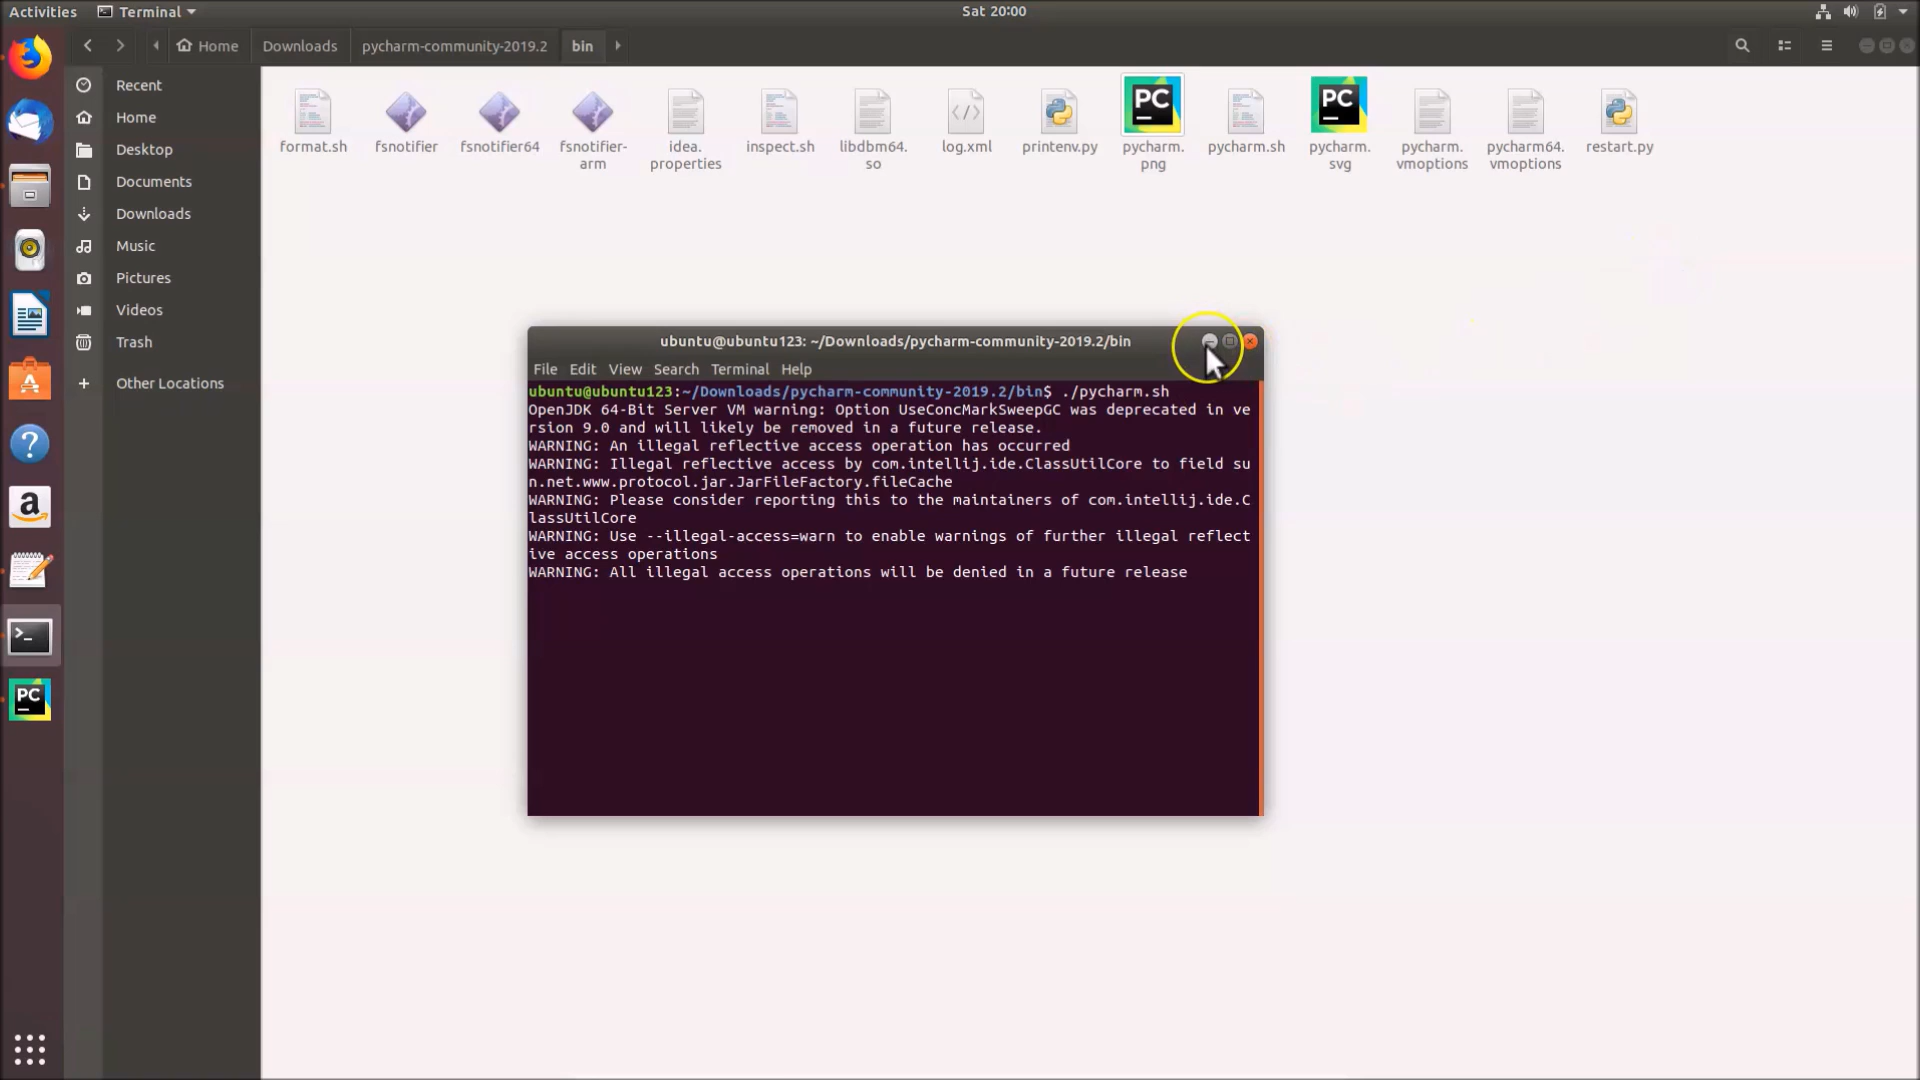 Activities Terminal Sat 20:00
Home Downloads pycharm-community-2019.2 bin
Recent
Home
Desktop
Documents
Downloads
Music
Pictures
Videos
Trash
Other Locations
format.sh
fsnotifier
fsnotifier64
fsnotifier-
arm
idea.
properties
inspect.sh
libdbm64.
so
log.xml
printenv.py
pycharm.
png
pycharm.sh
pycharm.
svg
pycharm.
vmoptions
pycharm64.
vmoptions
restart.py
PC
PC
PC
ubuntu@ubuntu123: ~/Downloads/pycharm-community-2019.2/bin
File Edit View Search Terminal Help
ubuntu@ubuntu123:~/Downloads/pycharm-community-2019.2/bin$ ./pycharm.sh
OpenJDK 64-Bit Server VM warning: Option UseConcMarkSweepGC was deprecated in ve
rsion 9.0 and will likely be removed in a future release.
WARNING: An illegal reflective access operation has occurred
WARNING: Illegal reflective access by com.intellij.ide.ClassUtilCore to field su
n.net.www.protocol.jar.JarFileFactory.fileCache
WARNING: Please consider reporting this to the maintainers of com.intellij.ide.C
lassUtilCore
WARNING: Use --illegal-access=warn to enable warnings of further illegal reflect
ive access operations
WARNING: All illegal access operations will be denied in a future release